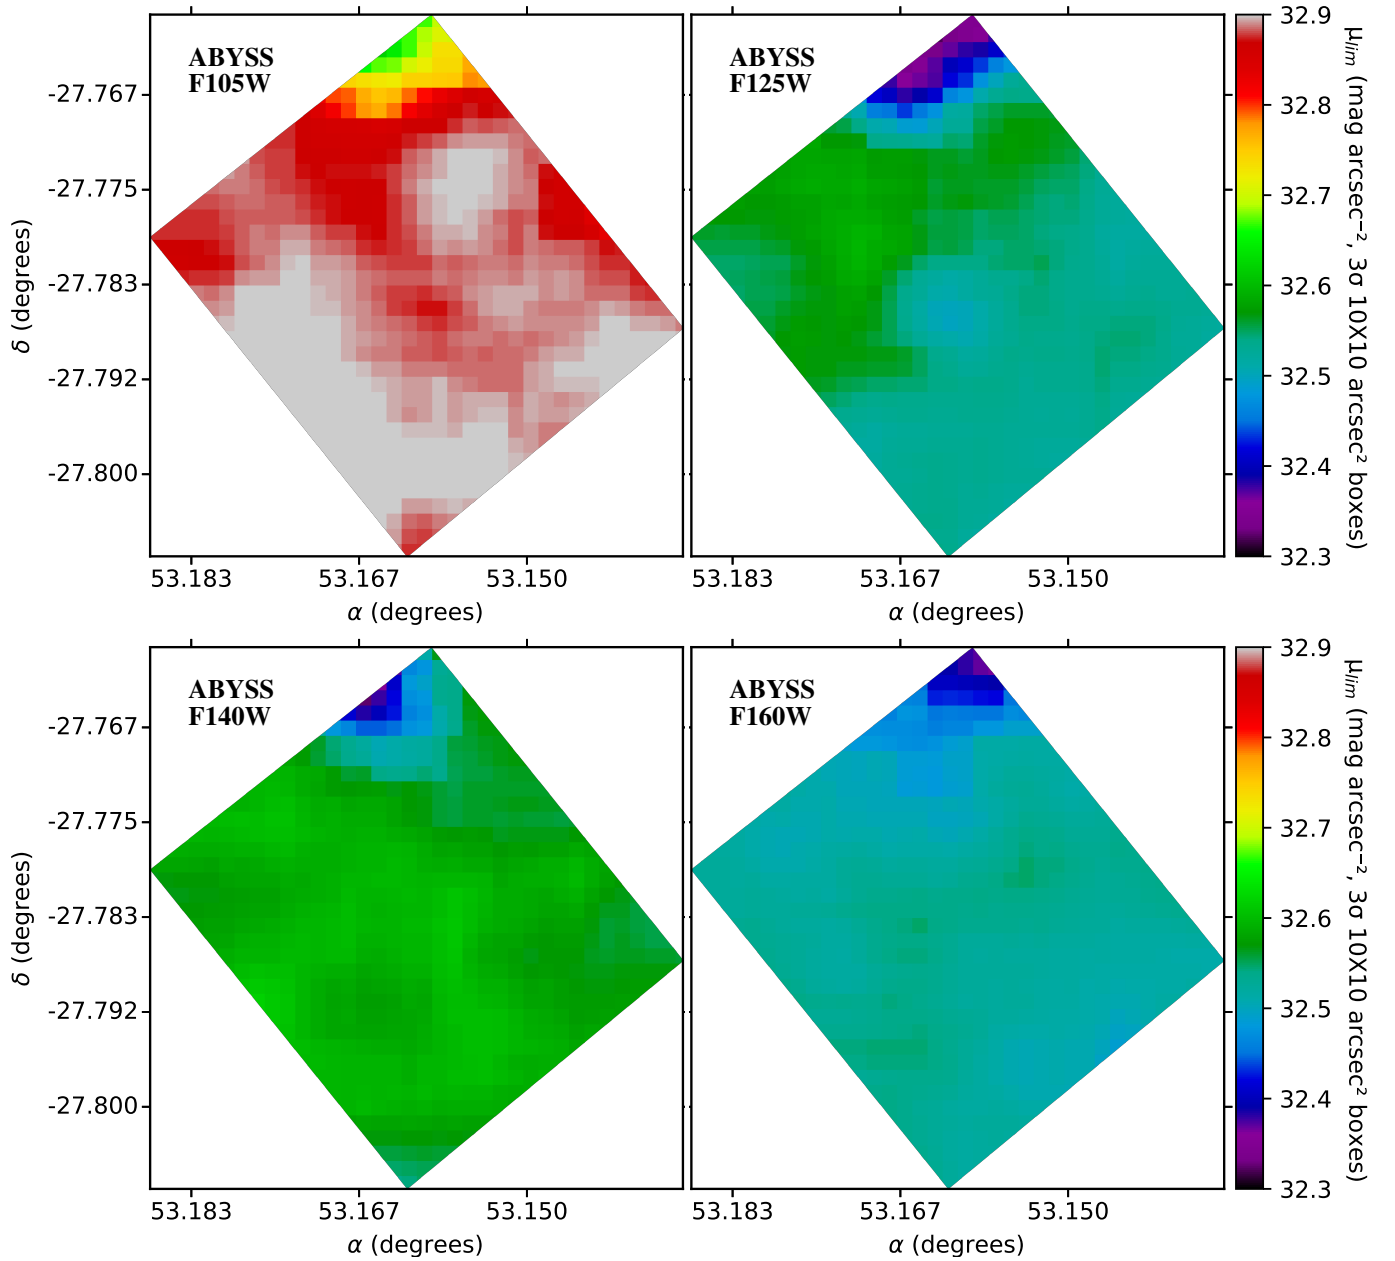 ABYSS
F105W
-27.767
-27.775
-27.783
-27.792
-27.800
δ (degrees)
53.183
53.167
53.150
α (degrees)
ABYSS
F125W
53.183
53.167
53.150
α (degrees)
32.9
32.8
32.7
32.6
32.5
32.4
32.3
μlim (mag arcsec⁻², 3σ 10X10 arcsec² boxes)
ABYSS
F140W
-27.767
-27.775
-27.783
-27.792
-27.800
δ (degrees)
53.183
53.167
53.150
α (degrees)
ABYSS
F160W
53.183
53.167
53.150
α (degrees)
32.9
32.8
32.7
32.6
32.5
32.4
32.3
μlim (mag arcsec⁻², 3σ 10X10 arcsec² boxes)